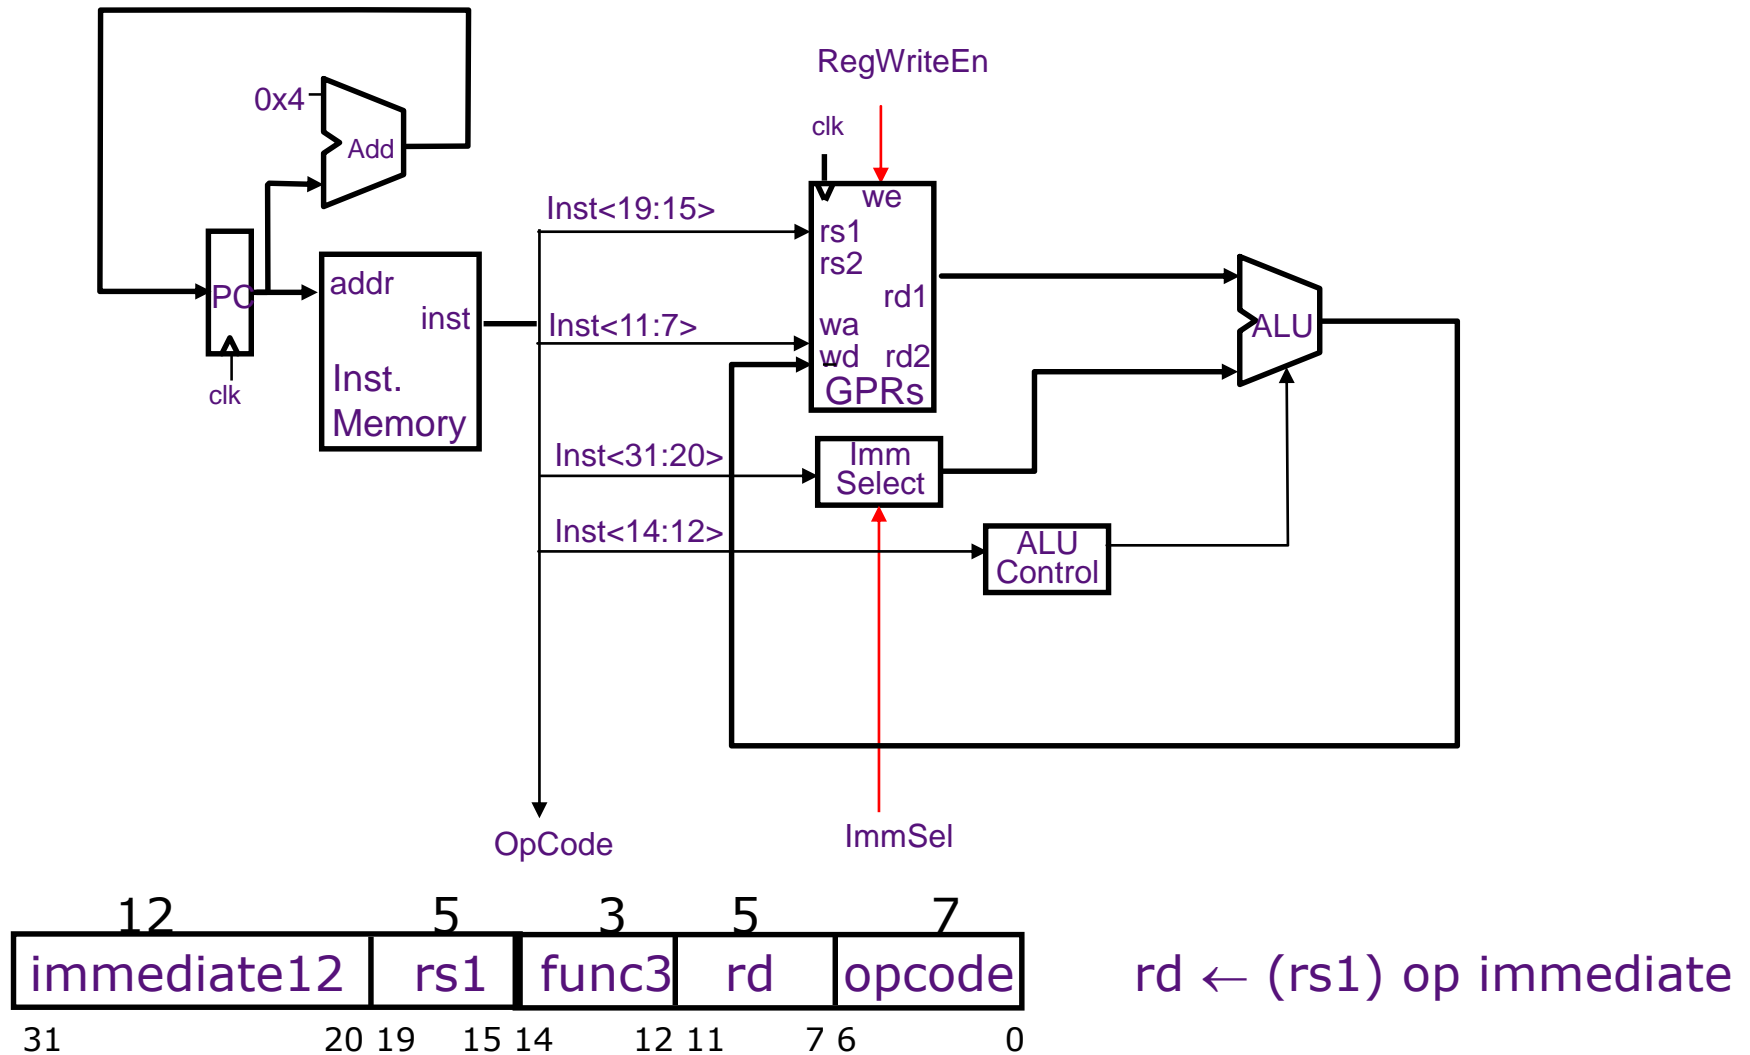 RegWriteEn
0x4
Add
clk
we
Inst<19:15>
rs1
rs2
PC
addr
rd1
inst
Inst<11:7>
wa
ALU
wd rd2
clk
Inst.
GPRs
Memory
Inst<31:20>
Imm
Select
Inst<14:12>
ALU
Control
OpCode
ImmSel
12 5 3 5 7
immediate12 rs1 func3 rd opcode
rd ← (rs1) op immediate
31 20 19 15 14 12 11 7 6 0